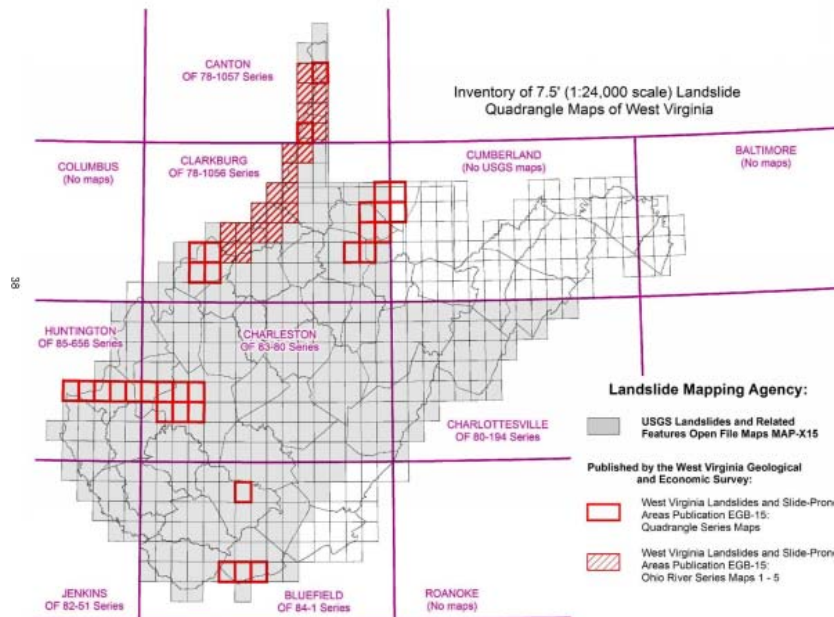 CANTON
OF 78-1057 Series
Inventory of 7.5' (1:24,000 scale) Landslide
Quadrangle Maps of West Virginia
COLUMBUS
(No maps)
CLARKBURG
OF 78-1056 Series
CUMBERLAND
(No USGS maps)
BALTIMORE
(No maps)
38
HUNTINGTON
OF 85-656 Series
CHARLESTON
OF 83-80 Series
CHARLOTTESVILLE
OF 80-194 Series
JENKINS
OF 82-51 Series
BLUEFIELD
OF 84-1 Series
ROANOKE
(No maps)
Landslide Mapping Agency:
USGS Landslides and Related
Features Open File Maps MAP-X15
Published by the West Virginia Geological
and Economic Survey:
West Virginia Landslides and Slide-Prone
Areas Publication EGB-15:
Quadrangle Series Maps
West Virginia Landslides and Slide-Prone
Areas Publication EGB-15:
Ohio River Series Maps 1 - 5